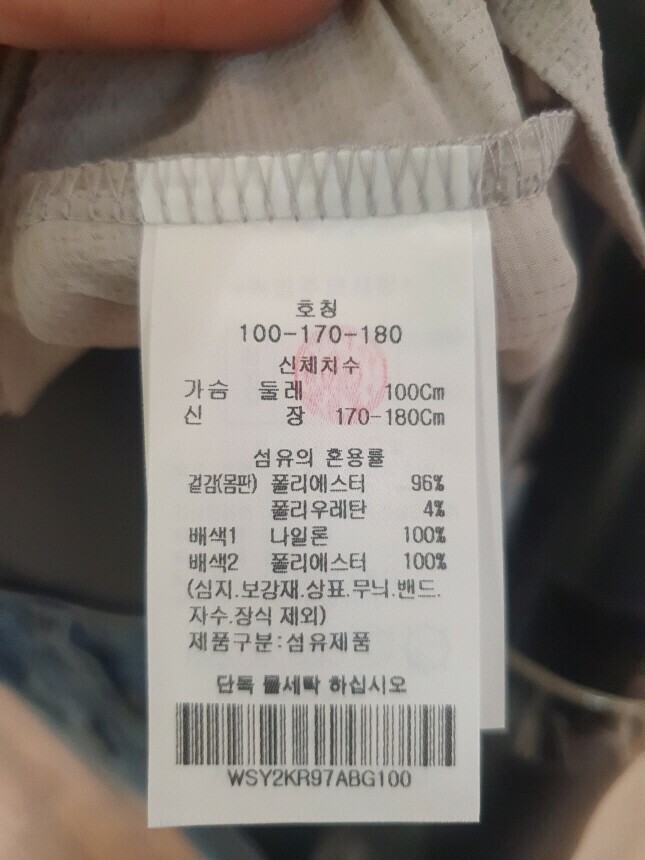 호칭
100-170-180
신체치수
가슴 둘레 100Cm
신 장 170-180Cm
섬유의 혼용률
겉감(몸판) 폴리에스터 96%
폴리우레탄 4%
배색1 나일론 100%
배색2 폴리에스터 100%
(심지.보강재.상표.무늬.밴드.
자수.장식 제외)
제품구분:섬유제품
단독 물세탁 하십시오
WSY2KR97ABG100